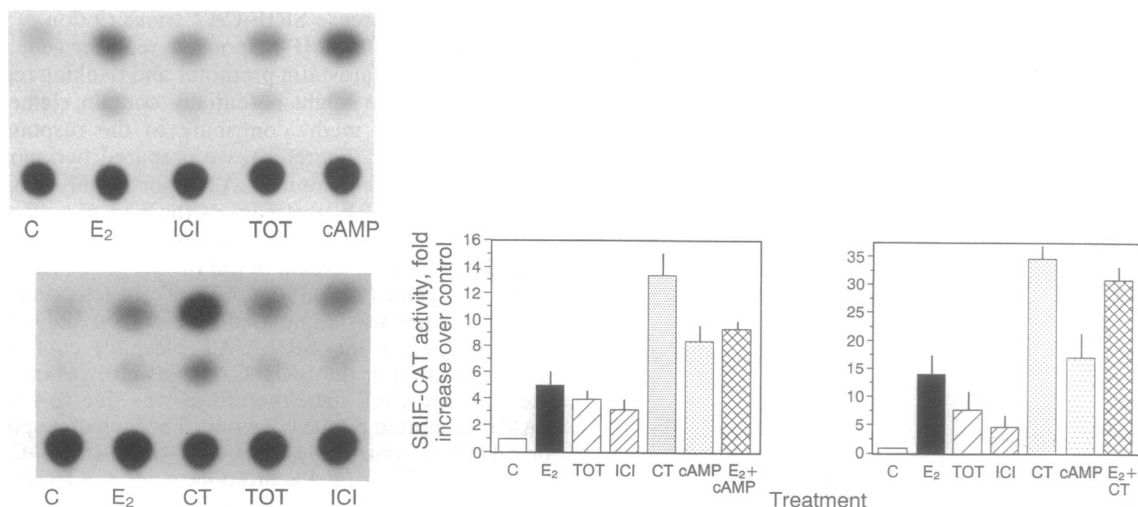 C E₂ ICI TOT cAMP
C E₂ CT TOT ICI
SRIF-CAT activity, fold
increase over control
16
14
12
10
8
6
4
2
0
C E₂ TOT ICI CT cAMP E₂+
cAMP
35
30
25
20
15
10
5
0
C E₂ TOT ICI CT cAMP E₂+
CT
Treatment